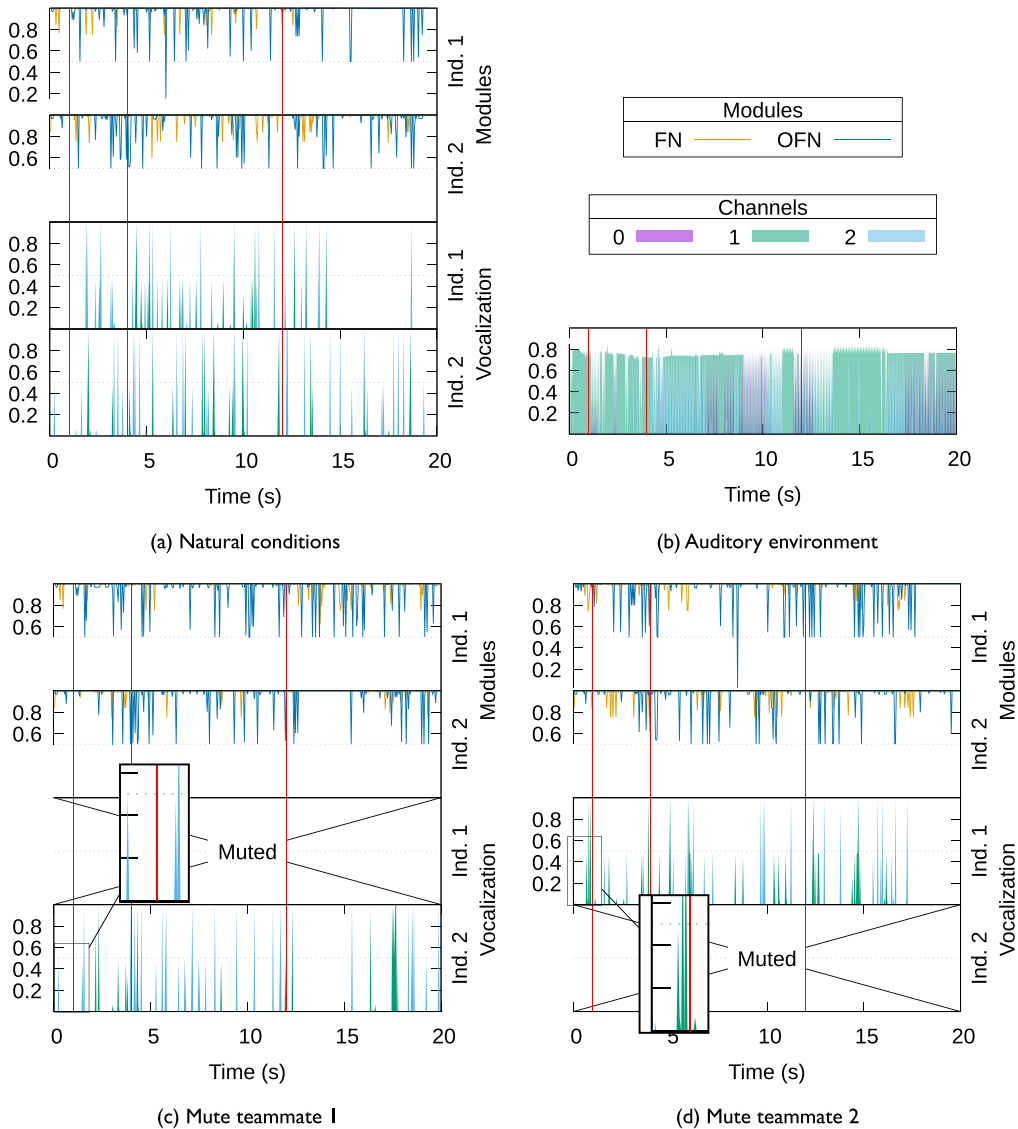 0.8
0.6
0.4
0.2
Ind. 1
0.8
0.6
Ind. 2
Modules
0.8
0.6
0.4
0.2
Ind. 1
0.8
0.6
0.4
0.2
Ind. 2
Vocalization
0 5 10 15 20
Time (s)
(a) Natural conditions
Modules
FN OFN
Channels
0 1 2
0.8
0.6
0.4
0.2
0 5 10 15 20
Time (s)
(b) Auditory environment
0.8
0.6
Ind. 1
0.8
0.6
Ind. 2
Modules
Muted
Ind. 1
0.8
0.6
0.4
0.2
Ind. 2
Vocalization
0 5 10 15 20
Time (s)
(c) Mute teammate 1
0.8
0.6
0.4
0.2
Ind. 1
0.8
0.6
Ind. 2
Modules
0.8
0.6
0.4
0.2
Ind. 1
Muted
Ind. 2
Vocalization
0 5 10 15 20
Time (s)
(d) Mute teammate 2